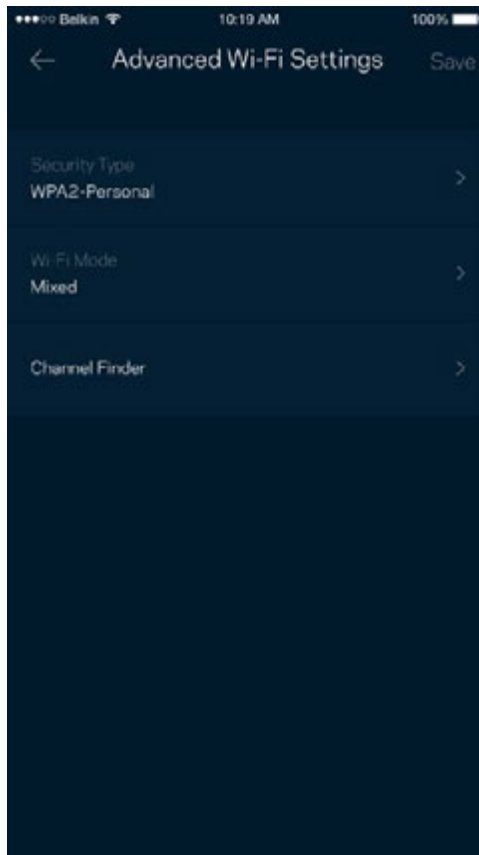 Belkin 10:19 AM 100%
Advanced Wi-Fi Settings Save
Security Type
WPA2-Personal
Wi-Fi Mode
Mixed
Channel Finder